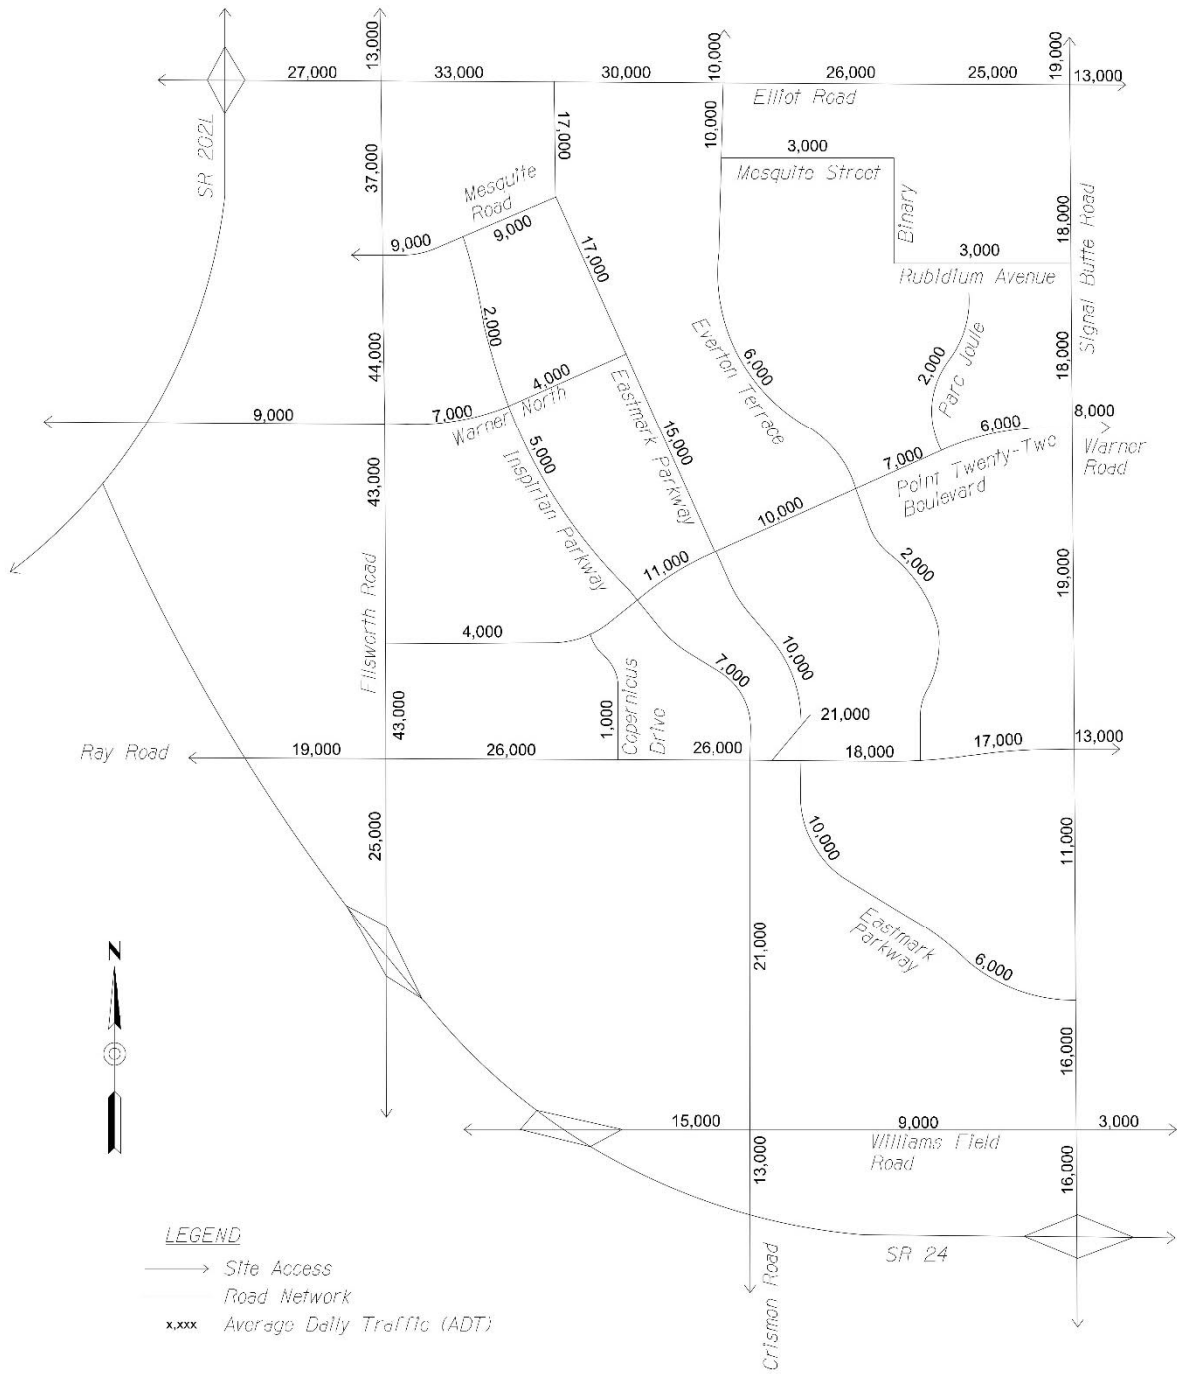 13,000
10,000
19,000
27,000
33,000
30,000
26,000
25,000
13,000
Elliot Road
SR 202L
37,000
17,000
10,000
3,000
Mesquite Street
Binary
Mesquite
Road
9,000
9,000
17,000
18,000
Signal Butte Road
3,000
Rubidium Avenue
2,000
44,000
4,000
Everton Terrace
6,000
2,000
Parc Joule
18,000
9,000
7,000
Warner North
Eastmark Parkway
15,000
6,000
8,000
Warner
Road
7,000
Point Twenty-Two
Boulevard
43,000
5,000
Inspirian Parkway
10,000
11,000
2,000
19,000
Ellsworth Road
4,000
10,000
7,000
43,000
1,000
Copernicus
Drive
21,000
Ray Road
19,000
26,000
26,000
18,000
17,000
13,000
25,000
10,000
11,000
Eastmark
Parkway
21,000
6,000
N
16,000
15,000
9,000
3,000
Williams Field
Road
13,000
16,000
LEGEND
SR 24
Site Access
Road Network
x,xxx Average Daily Traffic (ADT)
Crismon Road